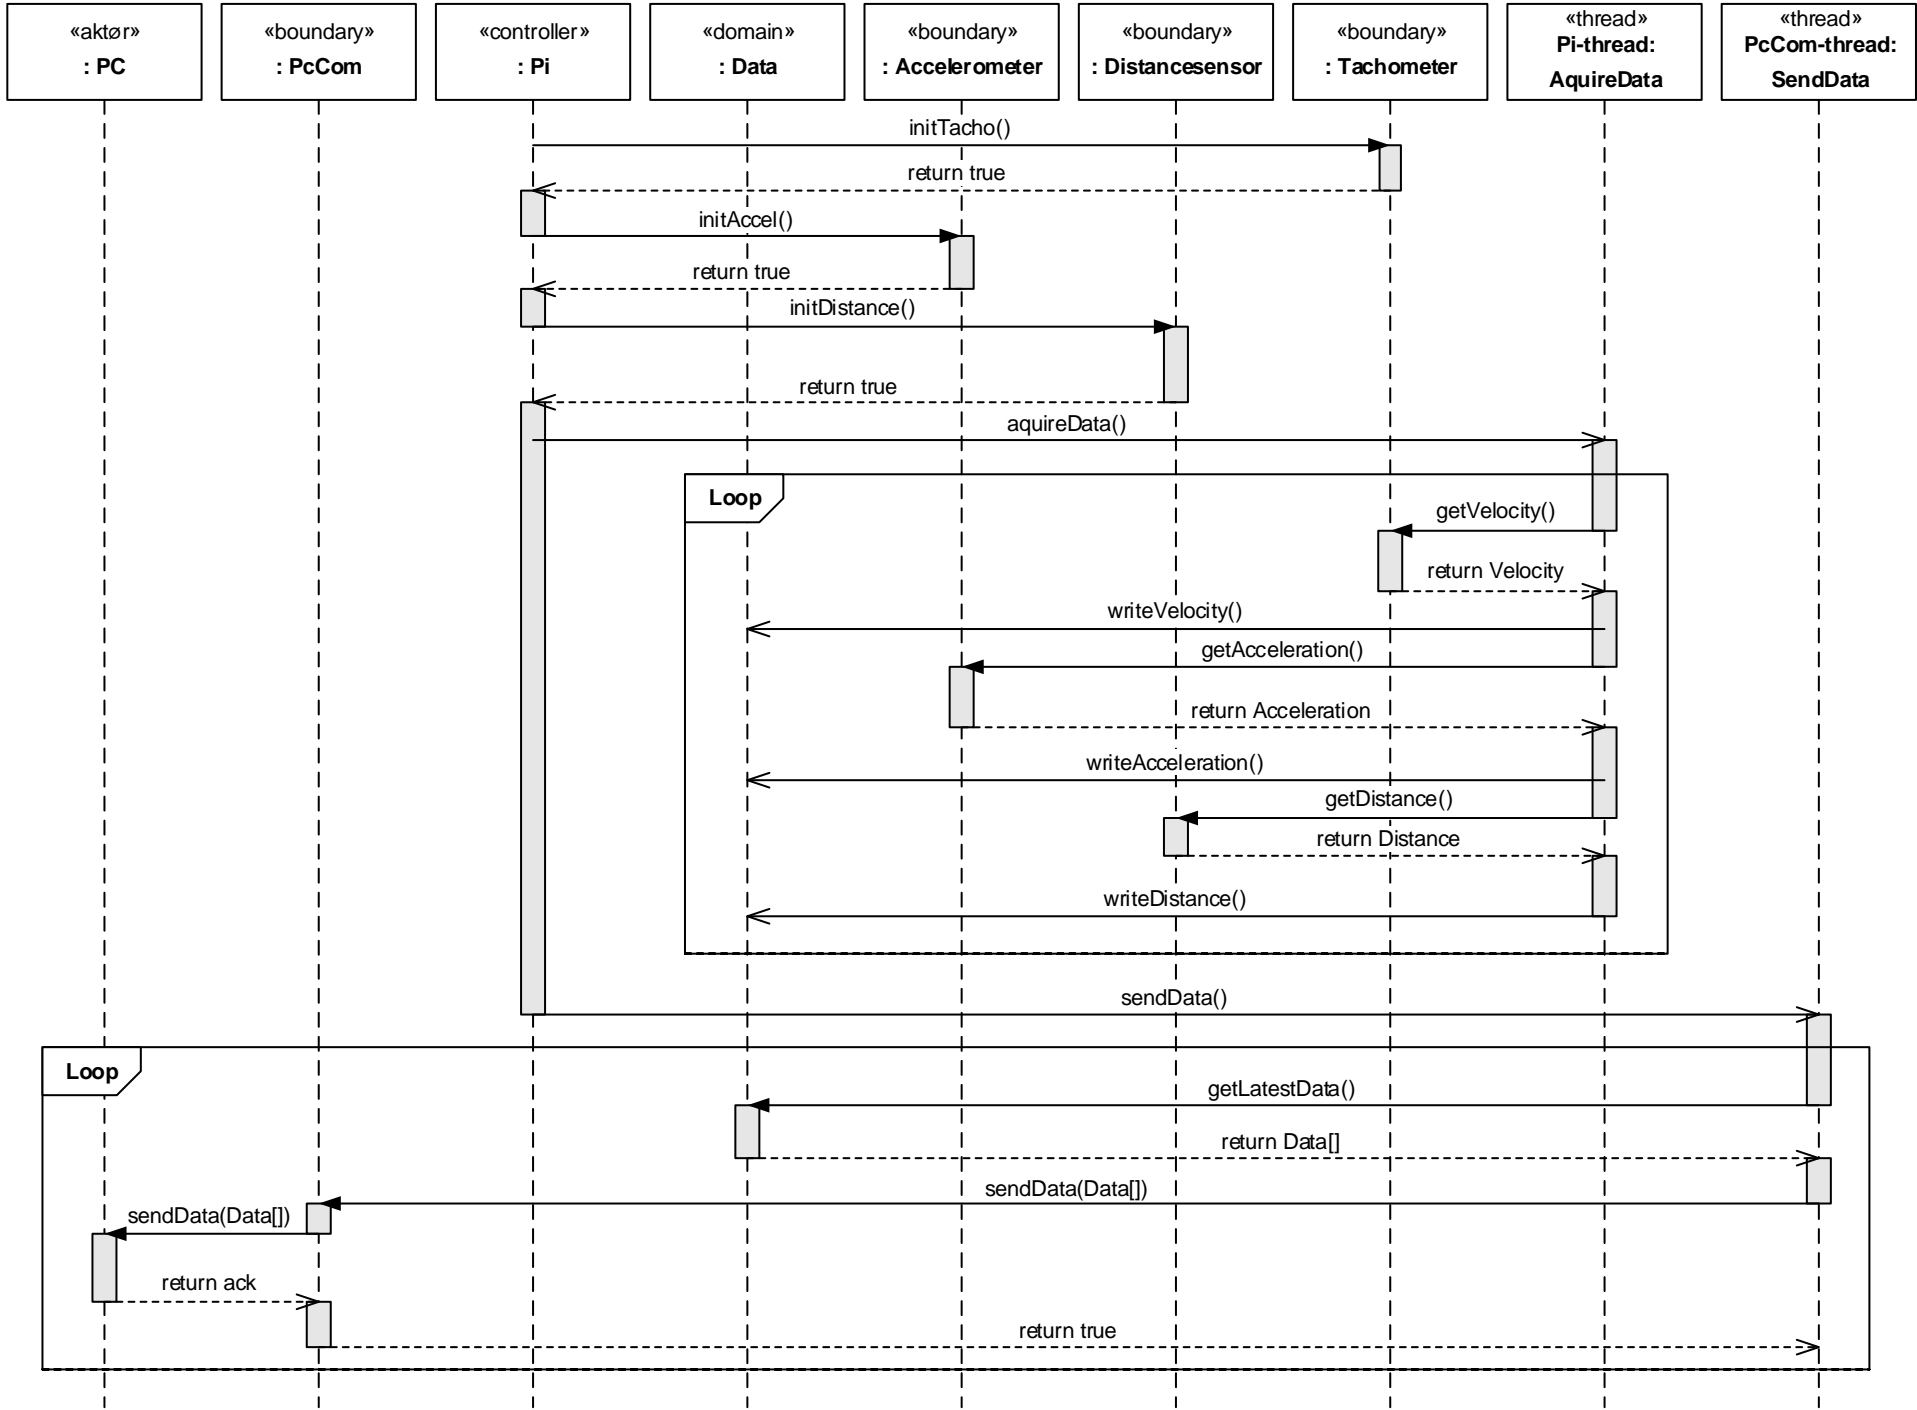 «aktør»
: PC
«boundary»
: PcCom
«controller»
: Pi
«domain»
: Data
«boundary»
: Accelerometer
«boundary»
: Distancesensor
«boundary»
: Tachometer
«thread»
Pi-thread:
AquireData
«thread»
PcCom-thread:
SendData
initTacho()
return true
initAccel()
return true
initDistance()
return true
aquireData()
Loop
getVelocity()
return Velocity
writeVelocity()
getAcceleration()
return Acceleration
writeAcceleration()
getDistance()
return Distance
writeDistance()
sendData()
Loop
getLatestData()
return Data[]
sendData(Data[])
sendData(Data[])
return ack
return true